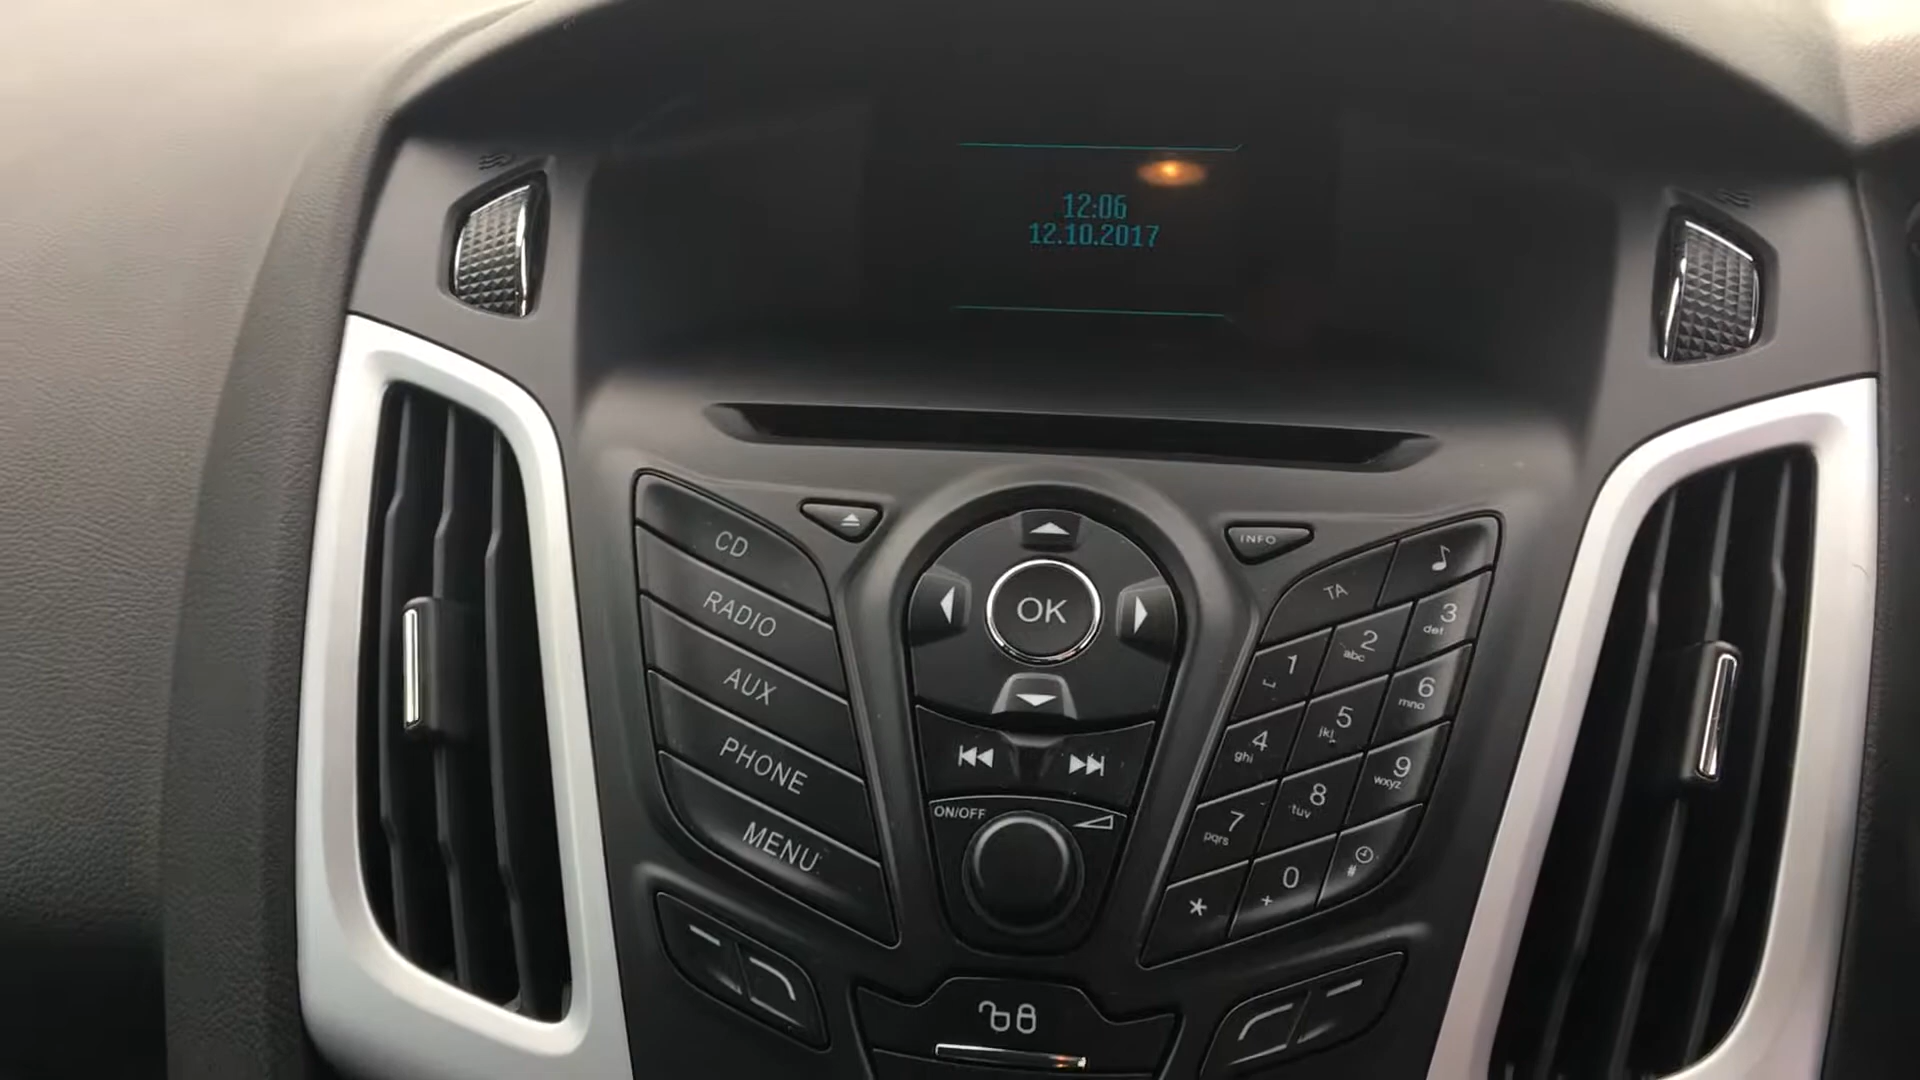 12:06
12.10.2017
CD
RADIO
AUX
PHONE
MENU
OK
ON/OFF
INFO
TA
1
2 abc
3 def
4 ghi
5 jkl
6 mno
7 pqrs
8 tuv
9 wxyz
*
0 +
#